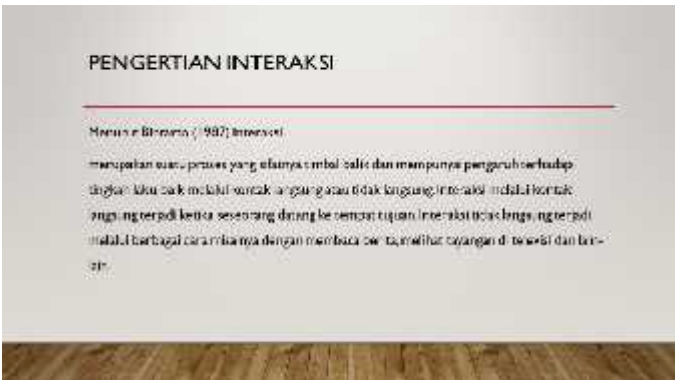 PENGERTIAN INTERAKSI
Menurut Bintarto (1987) Interaksi
merupakan suatu proses yang sifatnya timbal balik dan mempunyai pengaruh terhadap
tingkah laku baik melalui kontak langsung atau tidak langsung. Interaksi melalui kontak
langsung terjadi ketika seseorang datang ke tempat tujuan. Interaksi tidak langsung terjadi
melalui berbagai cara misalnya dengan membaca berita, melihat tayangan di televisi dan lain-
lain